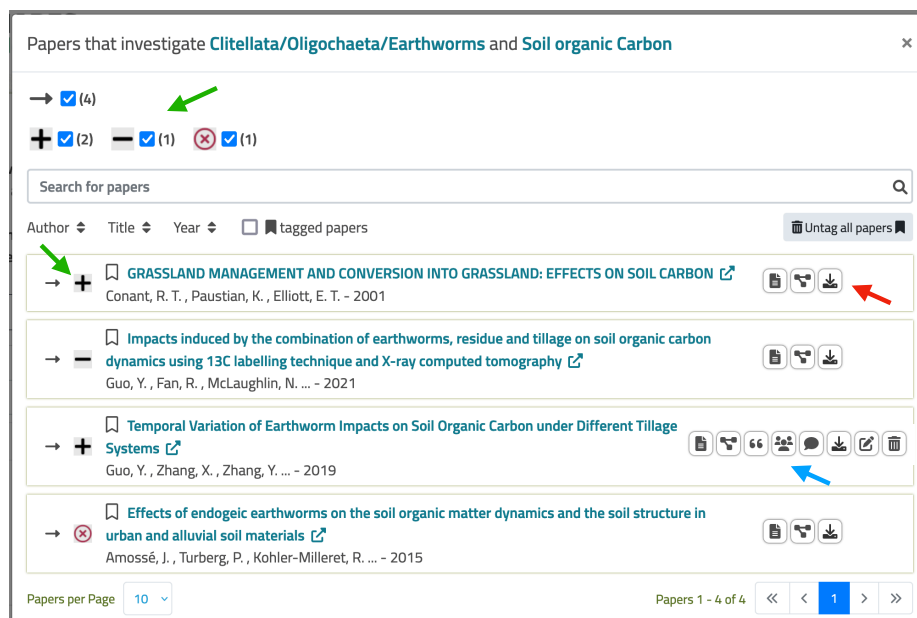 Papers that investigate Clitellata/Oligochaeta/Earthworms and Soil organic Carbon ×
(4)
(2) (1) (1)
Search for papers
Author Title Year tagged papers Untag all papers
GRASSLAND MANAGEMENT AND CONVERSION INTO GRASSLAND: EFFECTS ON SOIL CARBON
Conant, R. T. , Paustian, K. , Elliott, E. T. - 2001
Impacts induced by the combination of earthworms, residue and tillage on soil organic carbon
dynamics using 13C labelling technique and X-ray computed tomography
Guo, Y. , Fan, R. , McLaughlin, N. ... - 2021
Temporal Variation of Earthworm Impacts on Soil Organic Carbon under Different Tillage
Systems
Guo, Y. , Zhang, X. , Zhang, Y. ... - 2019
Effects of endogeic earthworms on the soil organic matter dynamics and the soil structure in
urban and alluvial soil materials
Amossé, J. , Turberg, P. , Kohler-Milleret, R. ... - 2015
Papers per Page 10 Papers 1 - 4 of 4 « ‹ 1 › »